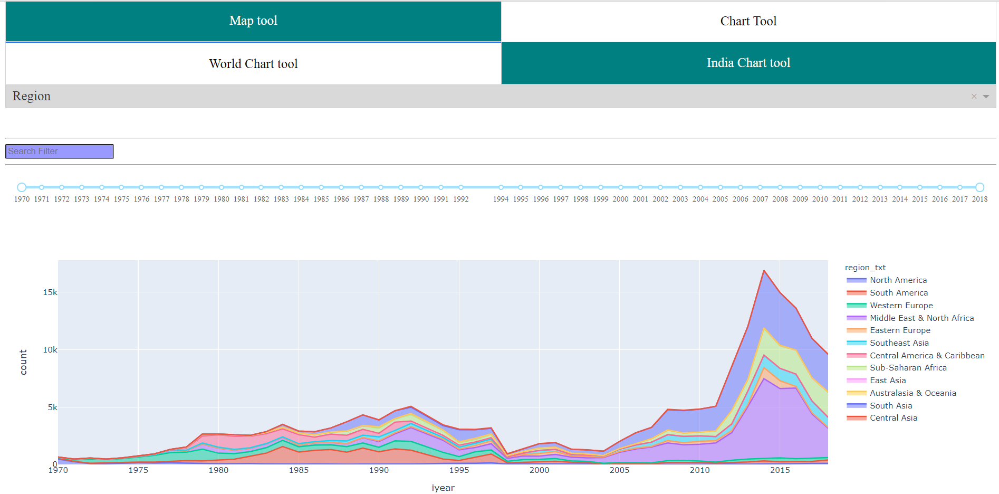 Map tool
Chart Tool
World Chart tool
India Chart tool
Region
Search Filter
1970 1971 1972 1973 1974 1975 1976 1977 1978 1979 1980 1981 1982 1983 1984 1985 1986 1987 1988 1989 1990 1991 1992 1994 1995 1996 1997 1998 1999 2000 2001 2002 2003 2004 2005 2006 2007 2008 2009 2010 2011 2012 2013 2014 2015 2016 2017 2018
region_txt
North America
South America
Western Europe
Middle East & North Africa
Eastern Europe
Southeast Asia
Central America & Caribbean
Sub-Saharan Africa
East Asia
Australasia & Oceania
South Asia
Central Asia
15k
10k
5k
0
count
1970 1975 1980 1985 1990 1995 2000 2005 2010 2015
iyear